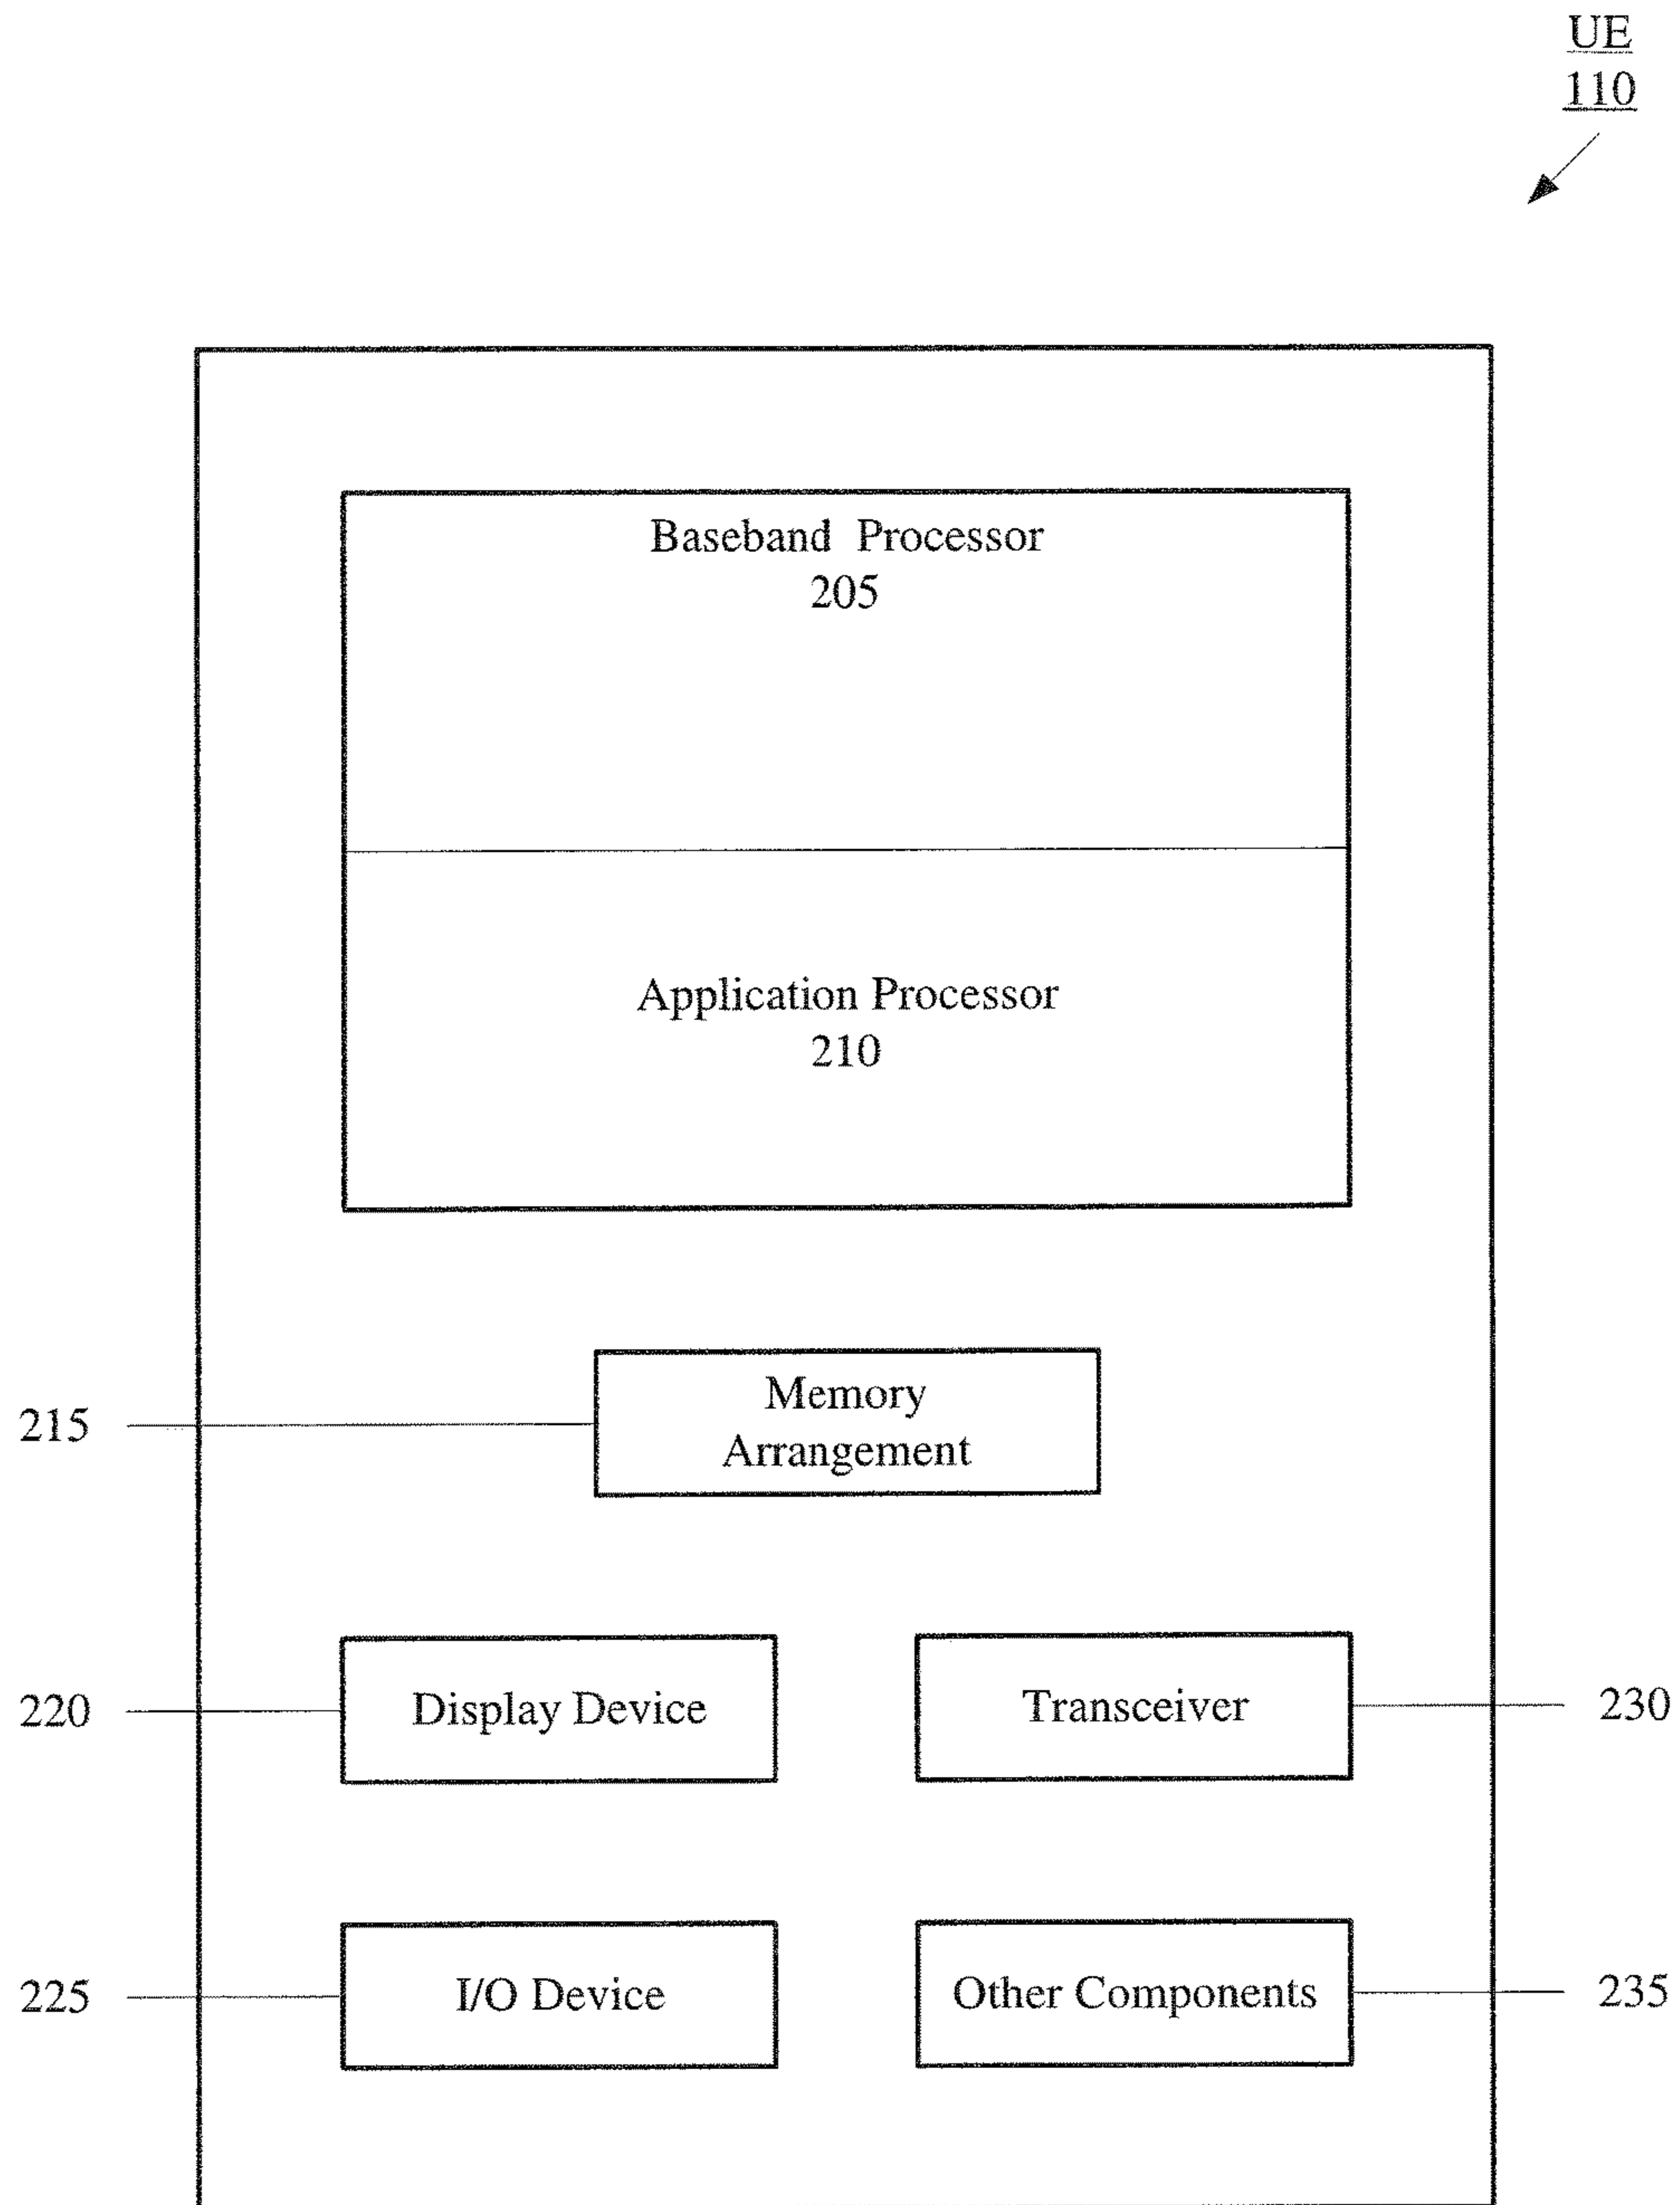 UE
110
Baseband Processor
205
Application Processor
210
215
Memory
Arrangement
220
Display Device
Transceiver
230
225
I/O Device
Other Components
235